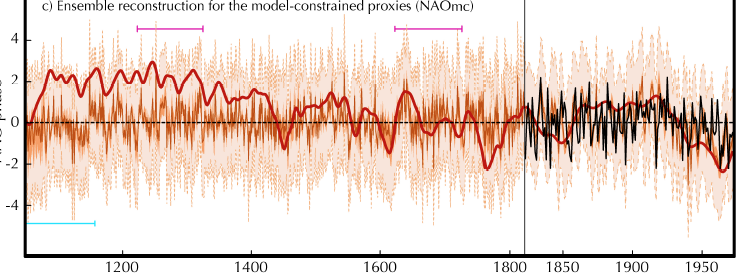 c) Ensemble reconstruction for the model-constrained proxies (NAOmc)
4
2
0
-2
-4
phase
1200 1400 1600 1800 1850 1900 1950